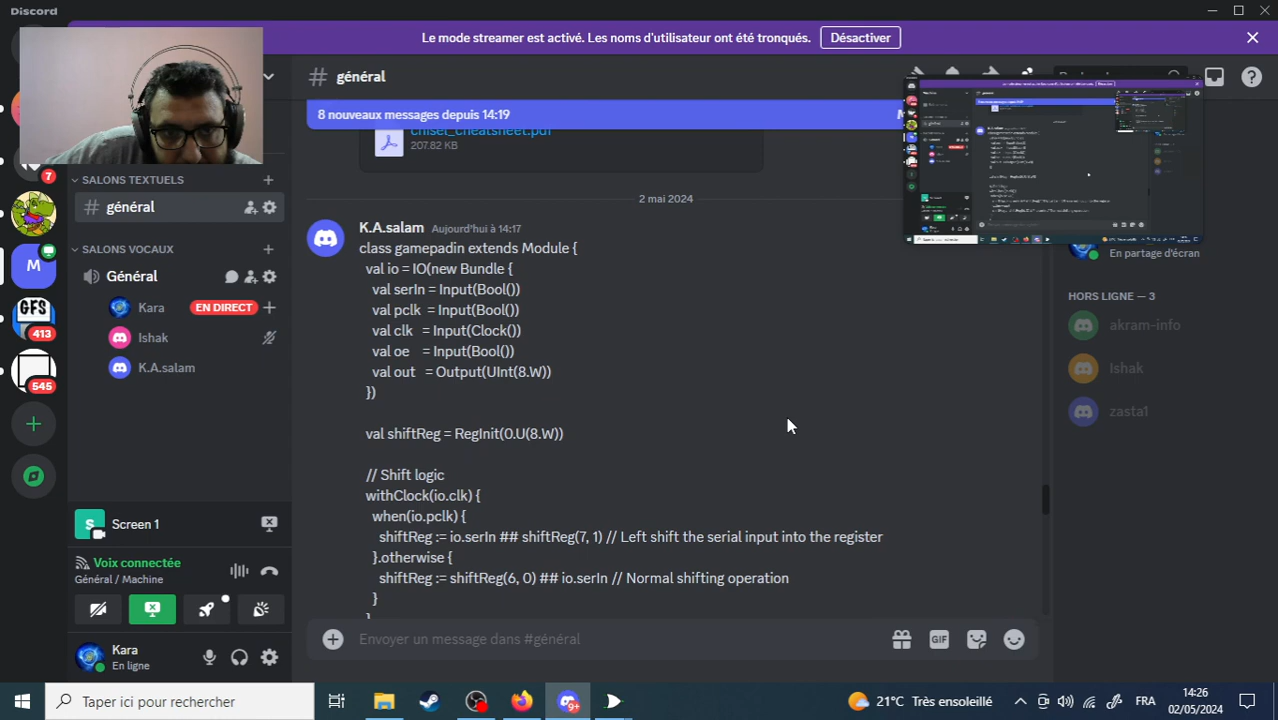 Discord
Le mode streamer est activé. Les noms d'utilisateur ont été tronqués.
Désactiver
général
8 nouveaux messages depuis 14:19
chisel_cheatsheet.pdf
207.82 KB
7
SALONS TEXTUELS
général
SALONS VOCAUX
M
Général
Kara
EN DIRECT
GFS
413
Ishak
K.A.salam
545
2 mai 2024
K.A.salam Aujourd'hui à 14:17
class gamepadin extends Module {
val io = IO(new Bundle {
val serIn = Input(Bool())
val pclk = Input(Bool())
val clk = Input(Clock())
val oe = Input(Bool())
val out = Output(UInt(8.W))
})
val shiftReg = RegInit(0.U(8.W))
// Shift logic
withClock(io.clk) {
when(io.pclk) {
shiftReg := io.serIn ## shiftReg(7, 1) // Left shift the serial input into the register
}.otherwise {
shiftReg := shiftReg(6, 0) ## io.serIn // Normal shifting operation
}
Envoyer un message dans #général
GIF
En partage d'écran
HORS LIGNE — 3
akram-info
Ishak
zasta1
S
Screen 1
Voix connectée
Général / Machine
Kara
En ligne
Taper ici pour rechercher
9+
21°C Très ensoleillé
FRA
14:26
02/05/2024